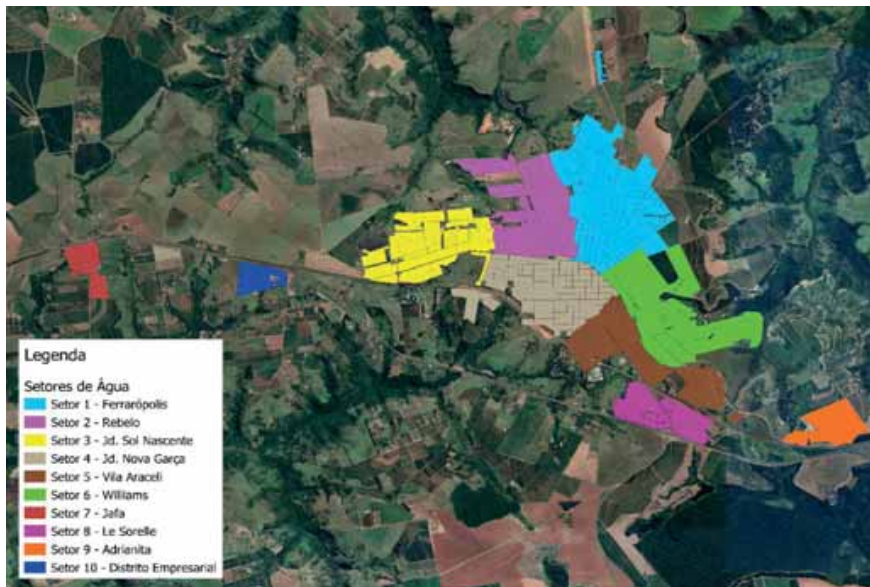 Legenda
Setores de Água
Setor 1 - Ferrarópolis
Setor 2 - Rebelo
Setor 3 - Jd. Sol Nascente
Setor 4 - Jd. Nova Garça
Setor 5 - Vila Araceli
Setor 6 - Williams
Setor 7 - Jafa
Setor 8 - Le Sorelle
Setor 9 - Adrianita
Setor 10 - Distrito Empresarial